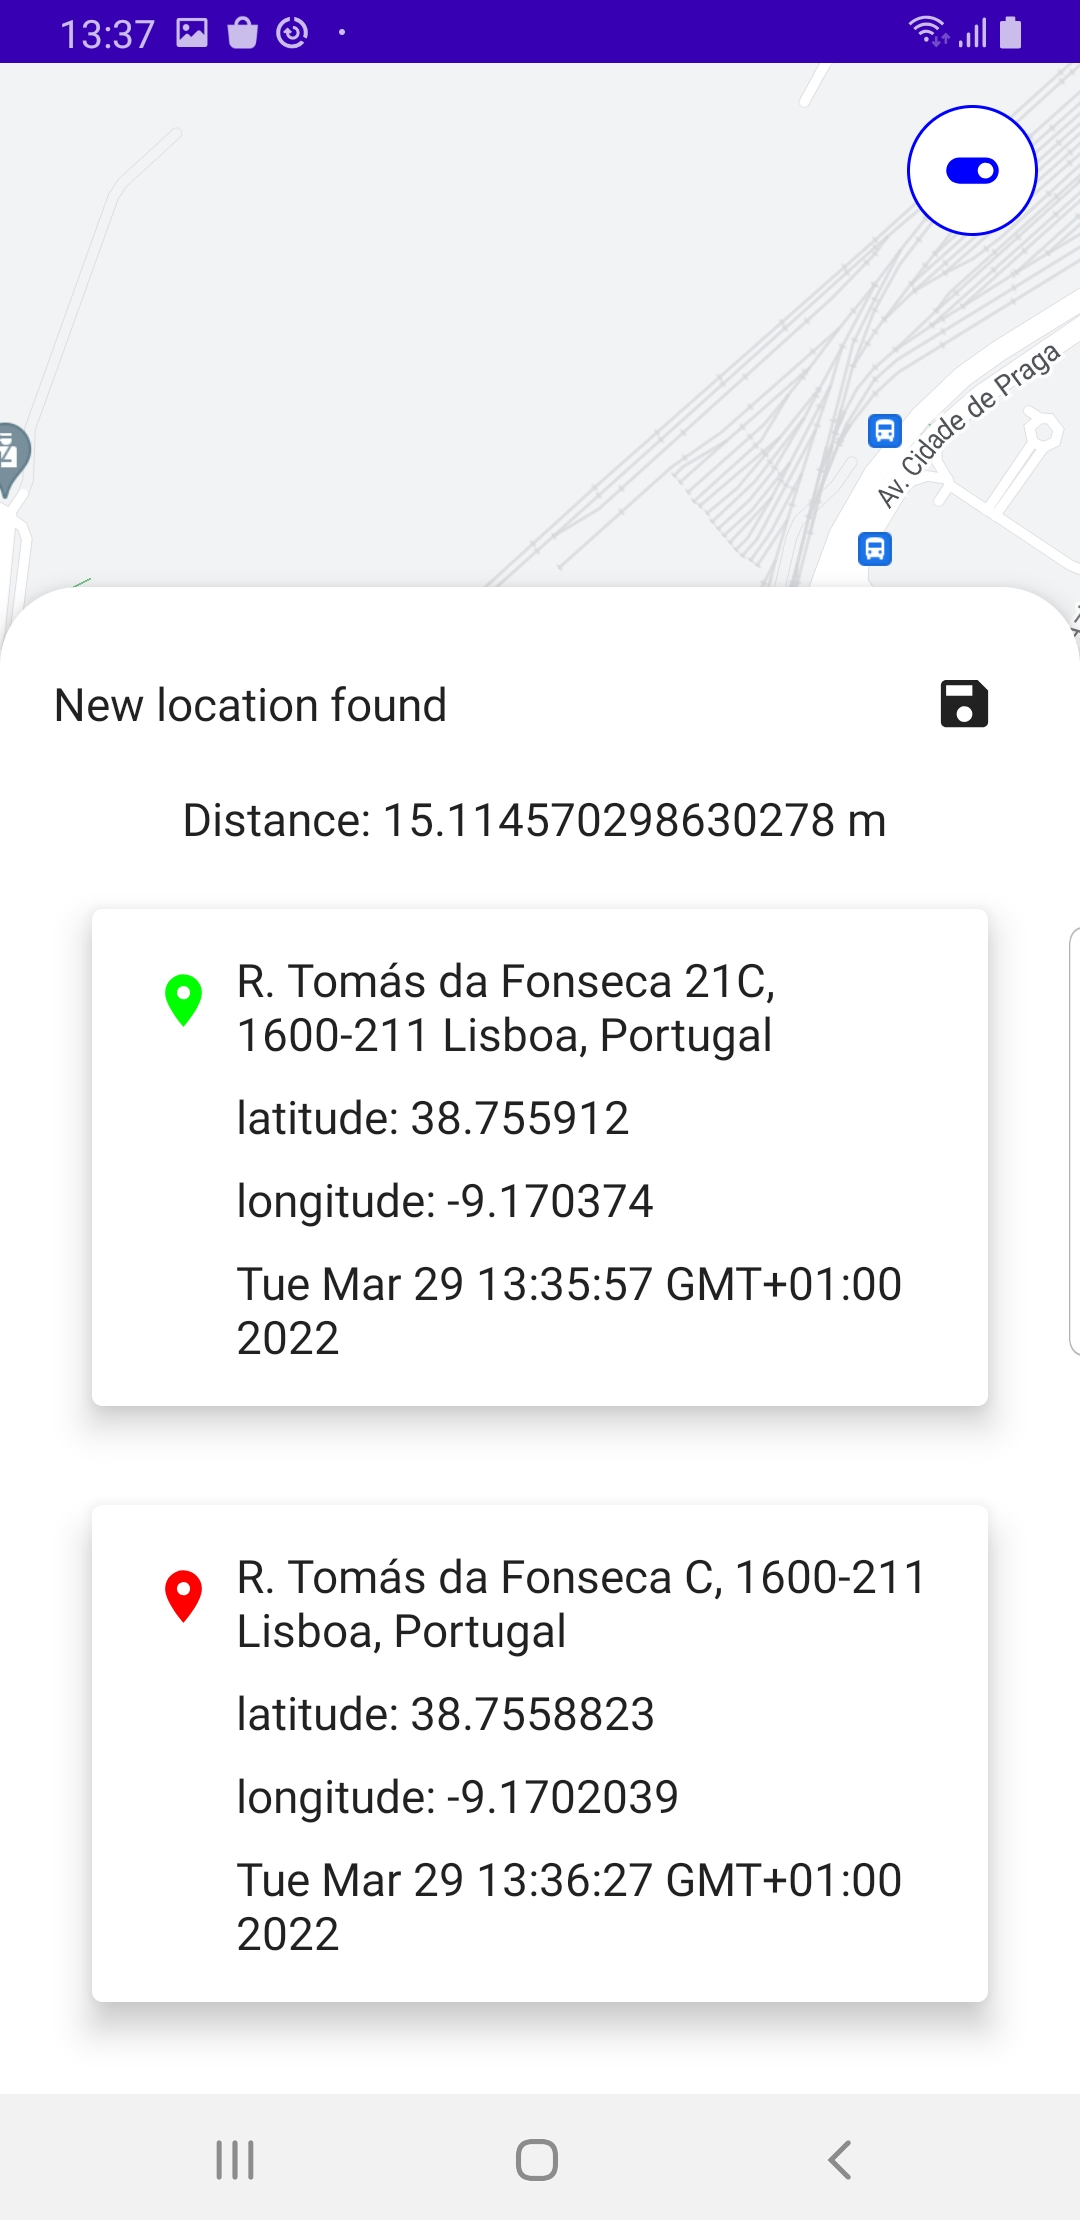 13:37
Av. Cidade de Praga
New location found
Distance: 15.114570298630278 m
R. Tomás da Fonseca 21C,
1600-211 Lisboa, Portugal
latitude: 38.755912
longitude: -9.170374
Tue Mar 29 13:35:57 GMT+01:00
2022
R. Tomás da Fonseca C, 1600-211
Lisboa, Portugal
latitude: 38.7558823
longitude: -9.1702039
Tue Mar 29 13:36:27 GMT+01:00
2022